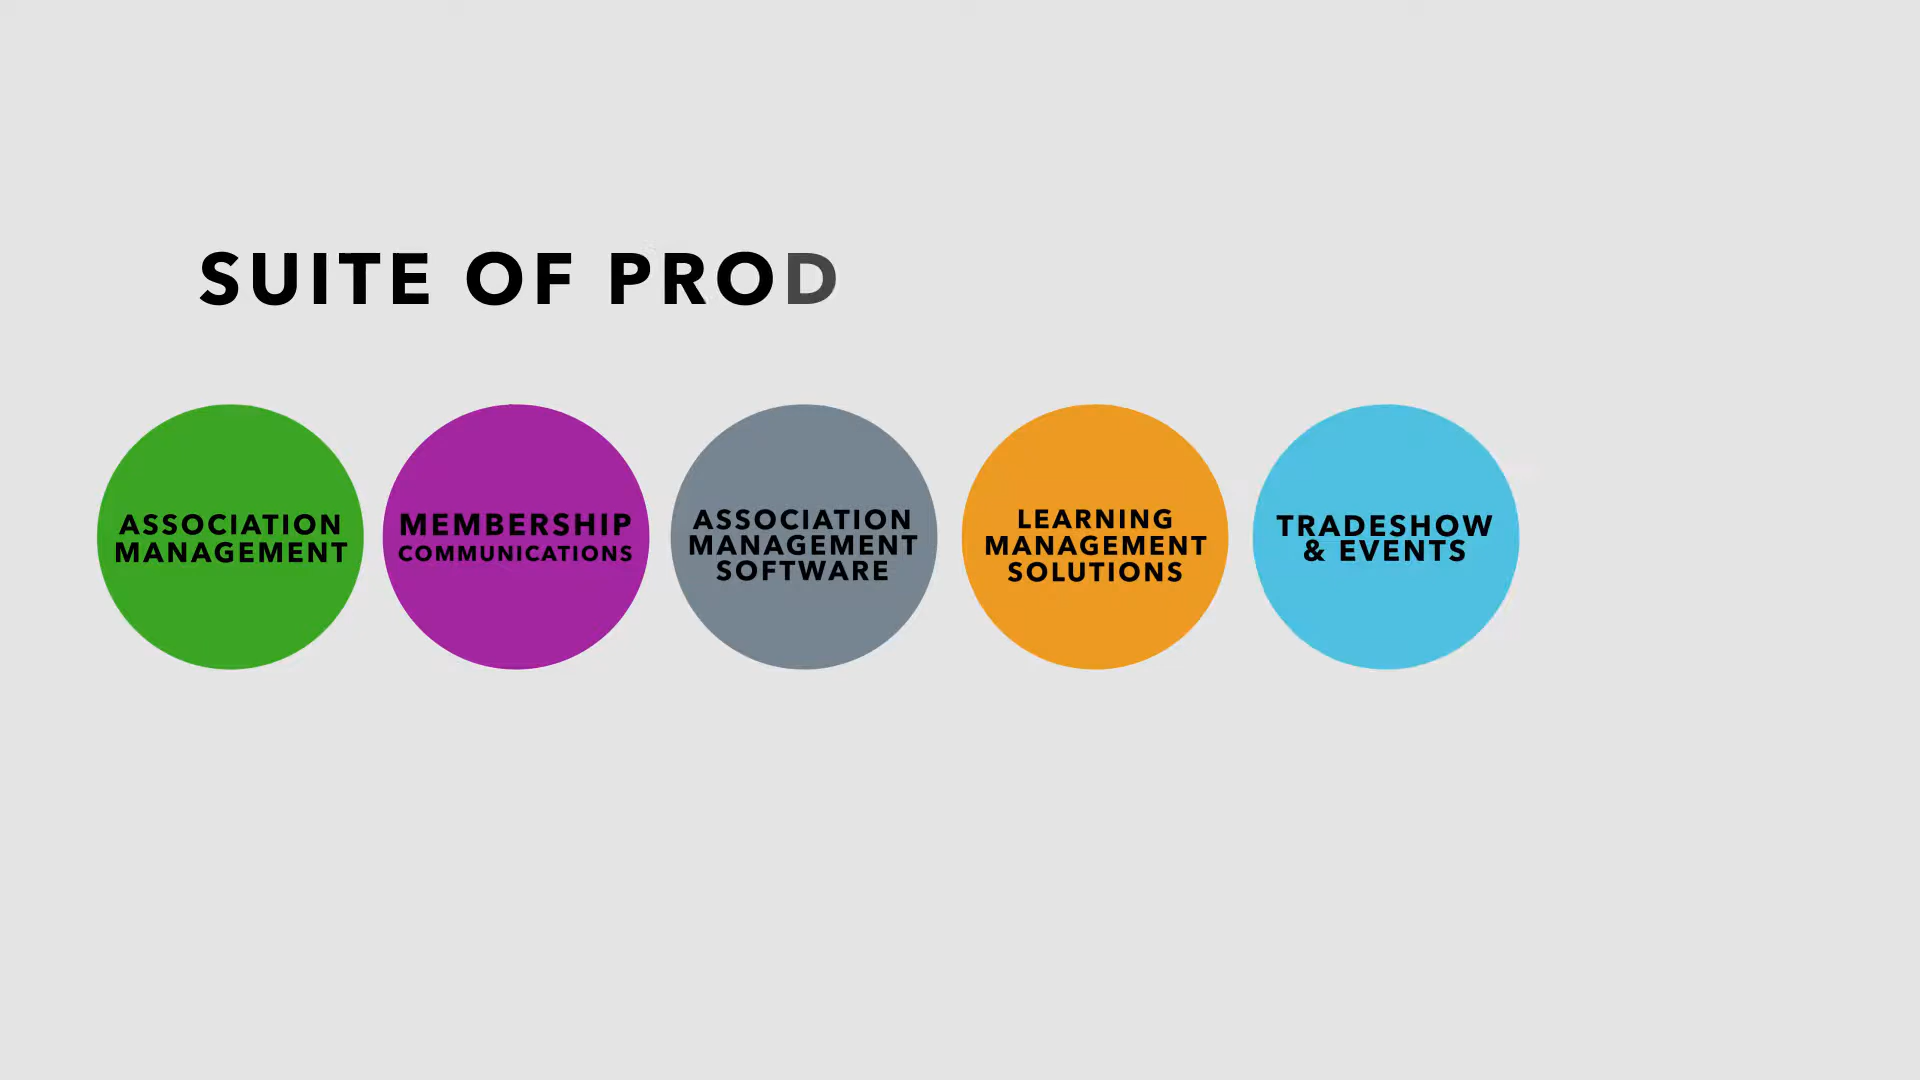 SUITE OF PROD
ASSOCIATION
MANAGEMENT
MEMBERSHIP
COMMUNICATIONS
ASSOCIATION
MANAGEMENT
SOFTWARE
LEARNING
MANAGEMENT
SOLUTIONS
TRADESHOW
& EVENTS